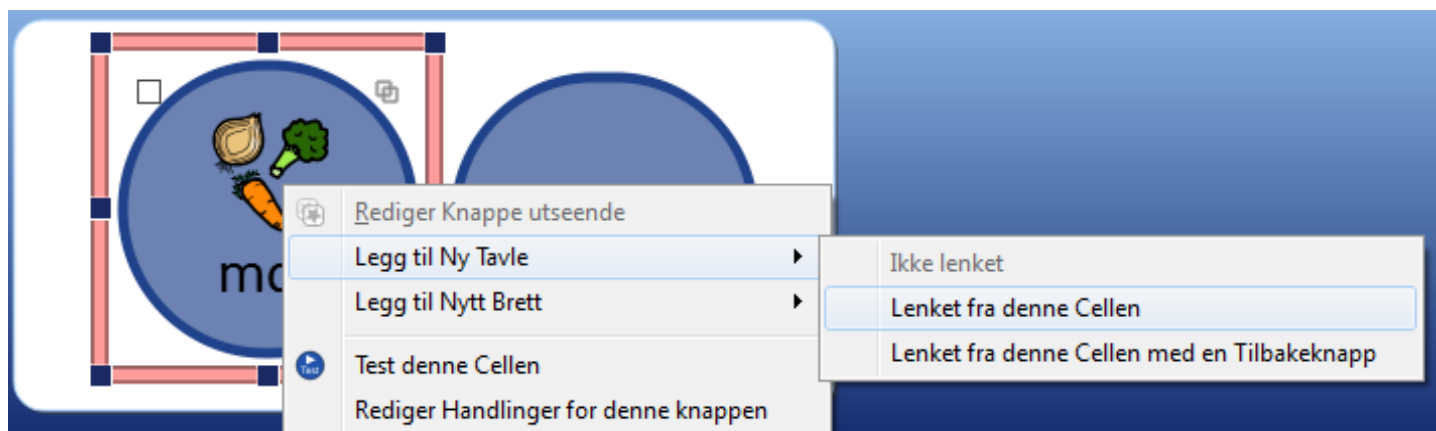 Rediger Knappe utseende
Legg til Ny Tavle
Legg til Nytt Brett
Test denne Cellen
Rediger Handlinger for denne knappen
Ikke lenket
Lenket fra denne Cellen
Lenket fra denne Cellen med en Tilbakeknapp
Test